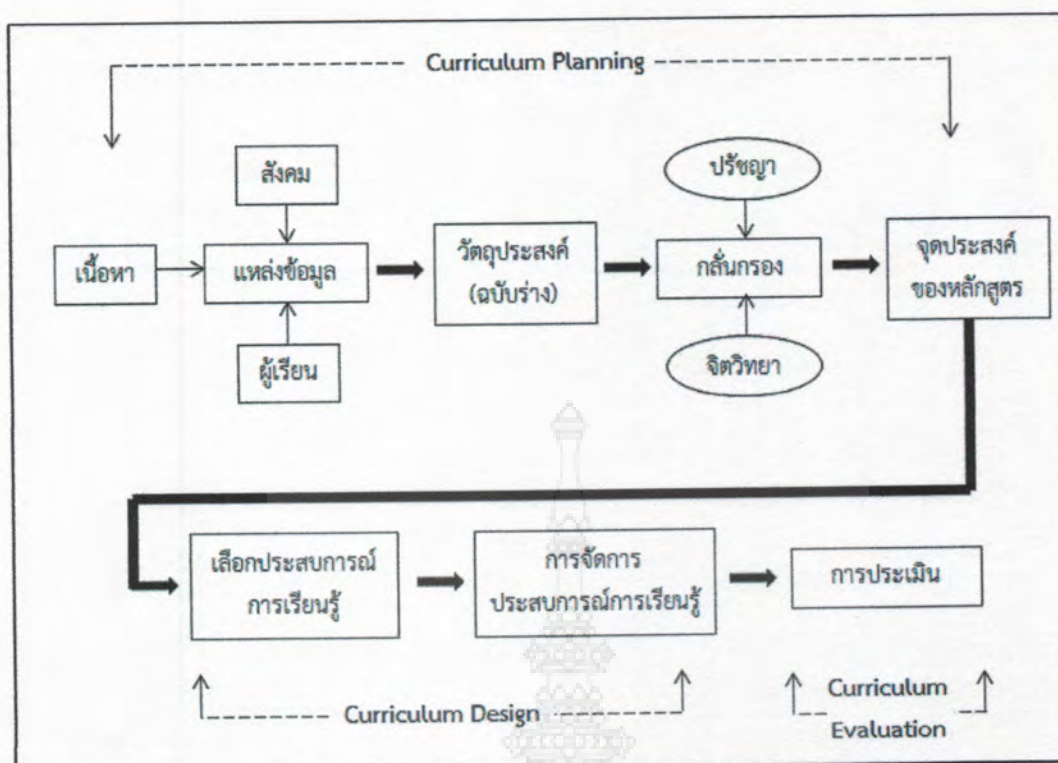 Curriculum Planning
สังคม
ปรัชญา
เนื้อหา
แหล่งข้อมูล
วัตถุประสงค์
(ฉบับร่าง)
กลั่นกรอง
จุดประสงค์
ของหลักสูตร
ผู้เรียน
จิตวิทยา
เลือกประสบการณ์
การเรียนรู้
การจัดการ
ประสบการณ์การเรียนรู้
การประเมิน
Curriculum Design
Curriculum
Evaluation